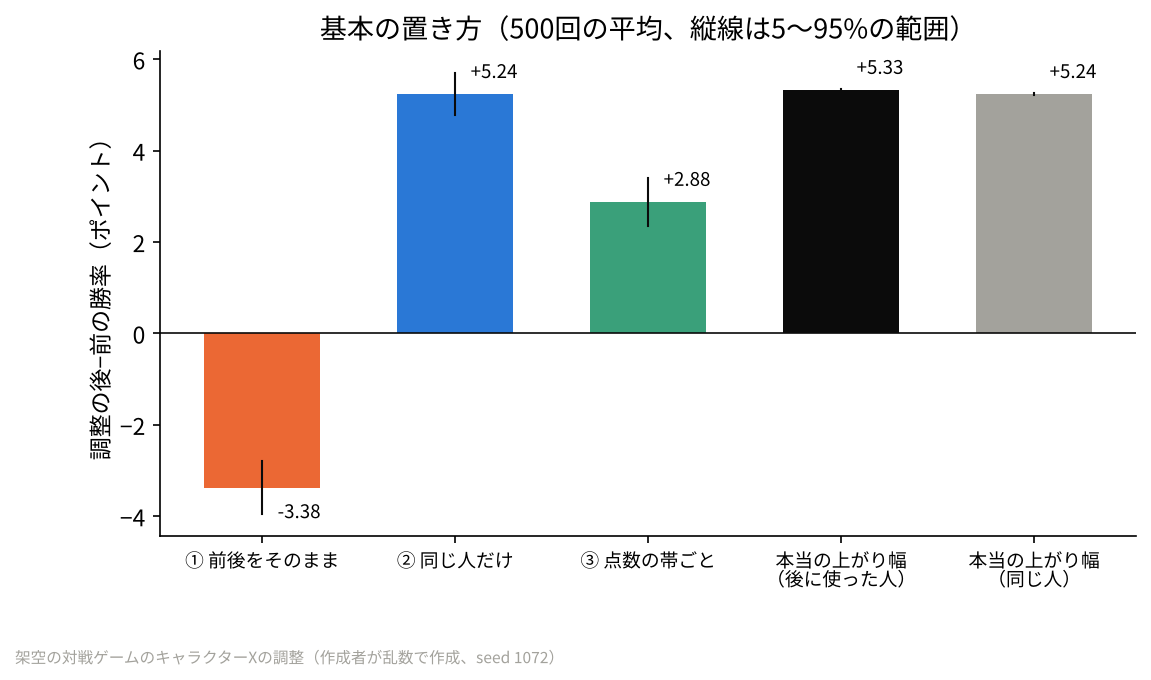 基本の置き方（500回の平均、縦線は5〜95%の範囲）
調整の後−前の勝率（ポイント）
6
4
2
0
−2
−4
-3.38
+5.24
+2.88
+5.33
+5.24
① 前後をそのまま
② 同じ人だけ
③ 点数の帯ごと
本当の上がり幅
（後に使った人）
本当の上がり幅
（同じ人）
架空の対戦ゲームのキャラクターXの調整（作成者が乱数で作成、seed 1072）